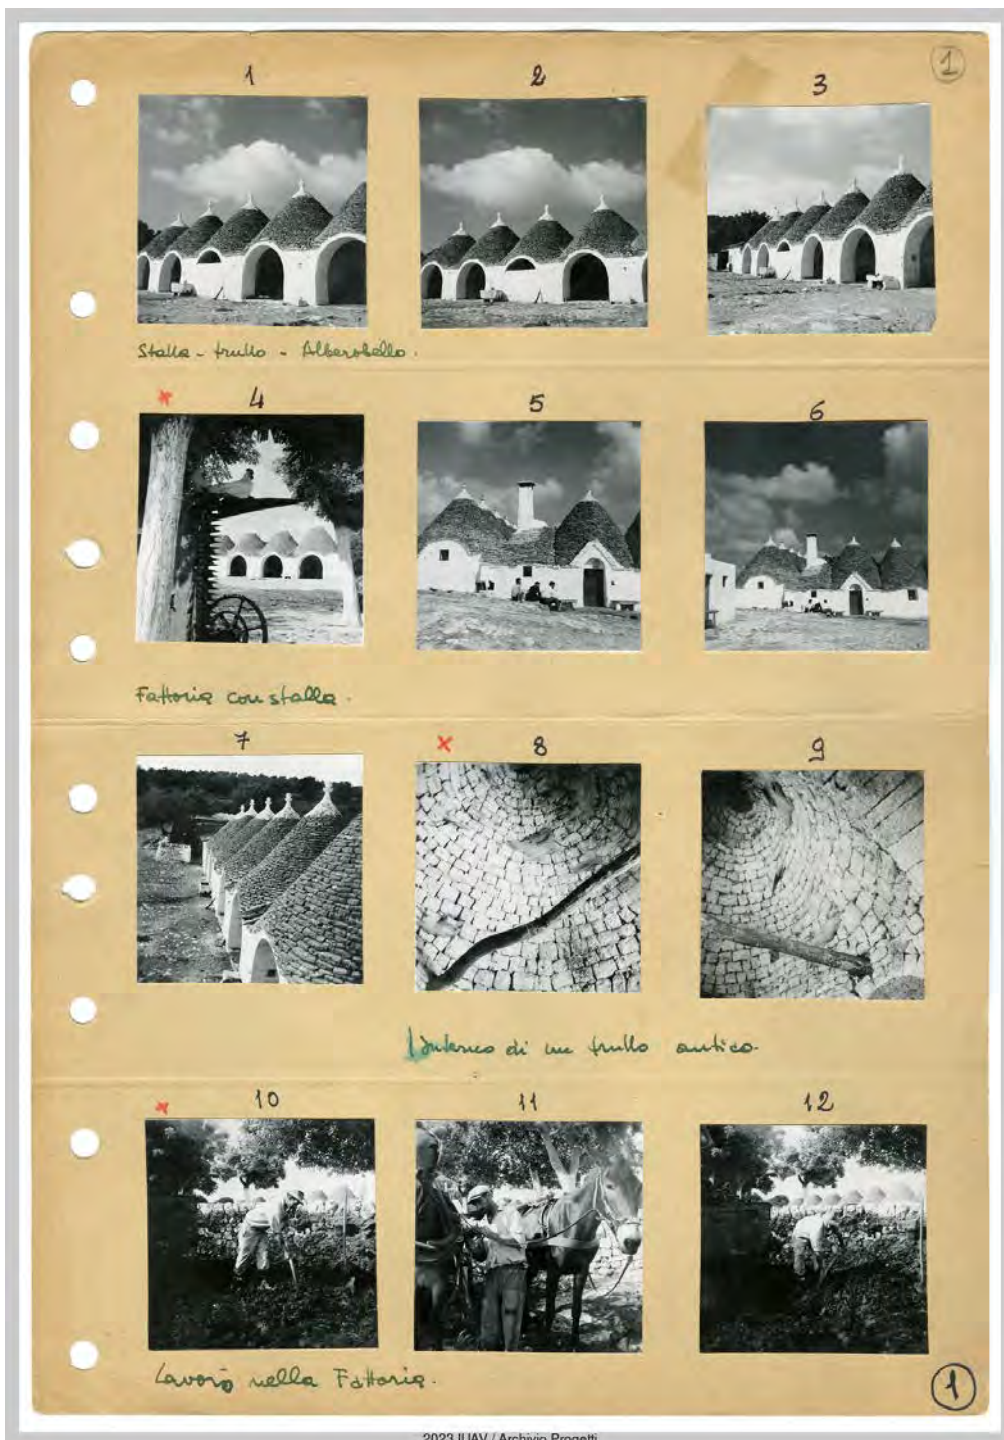 1
1 2 3
Stalla - trullo - Alberobello.
× 4 5 6
Fattoria con stalla.
7 × 8 9
Interno di un trullo antico.
× 10 11 12
Lavoro nella Fattoria.
1
2023 IUAV / Archivio Progetti